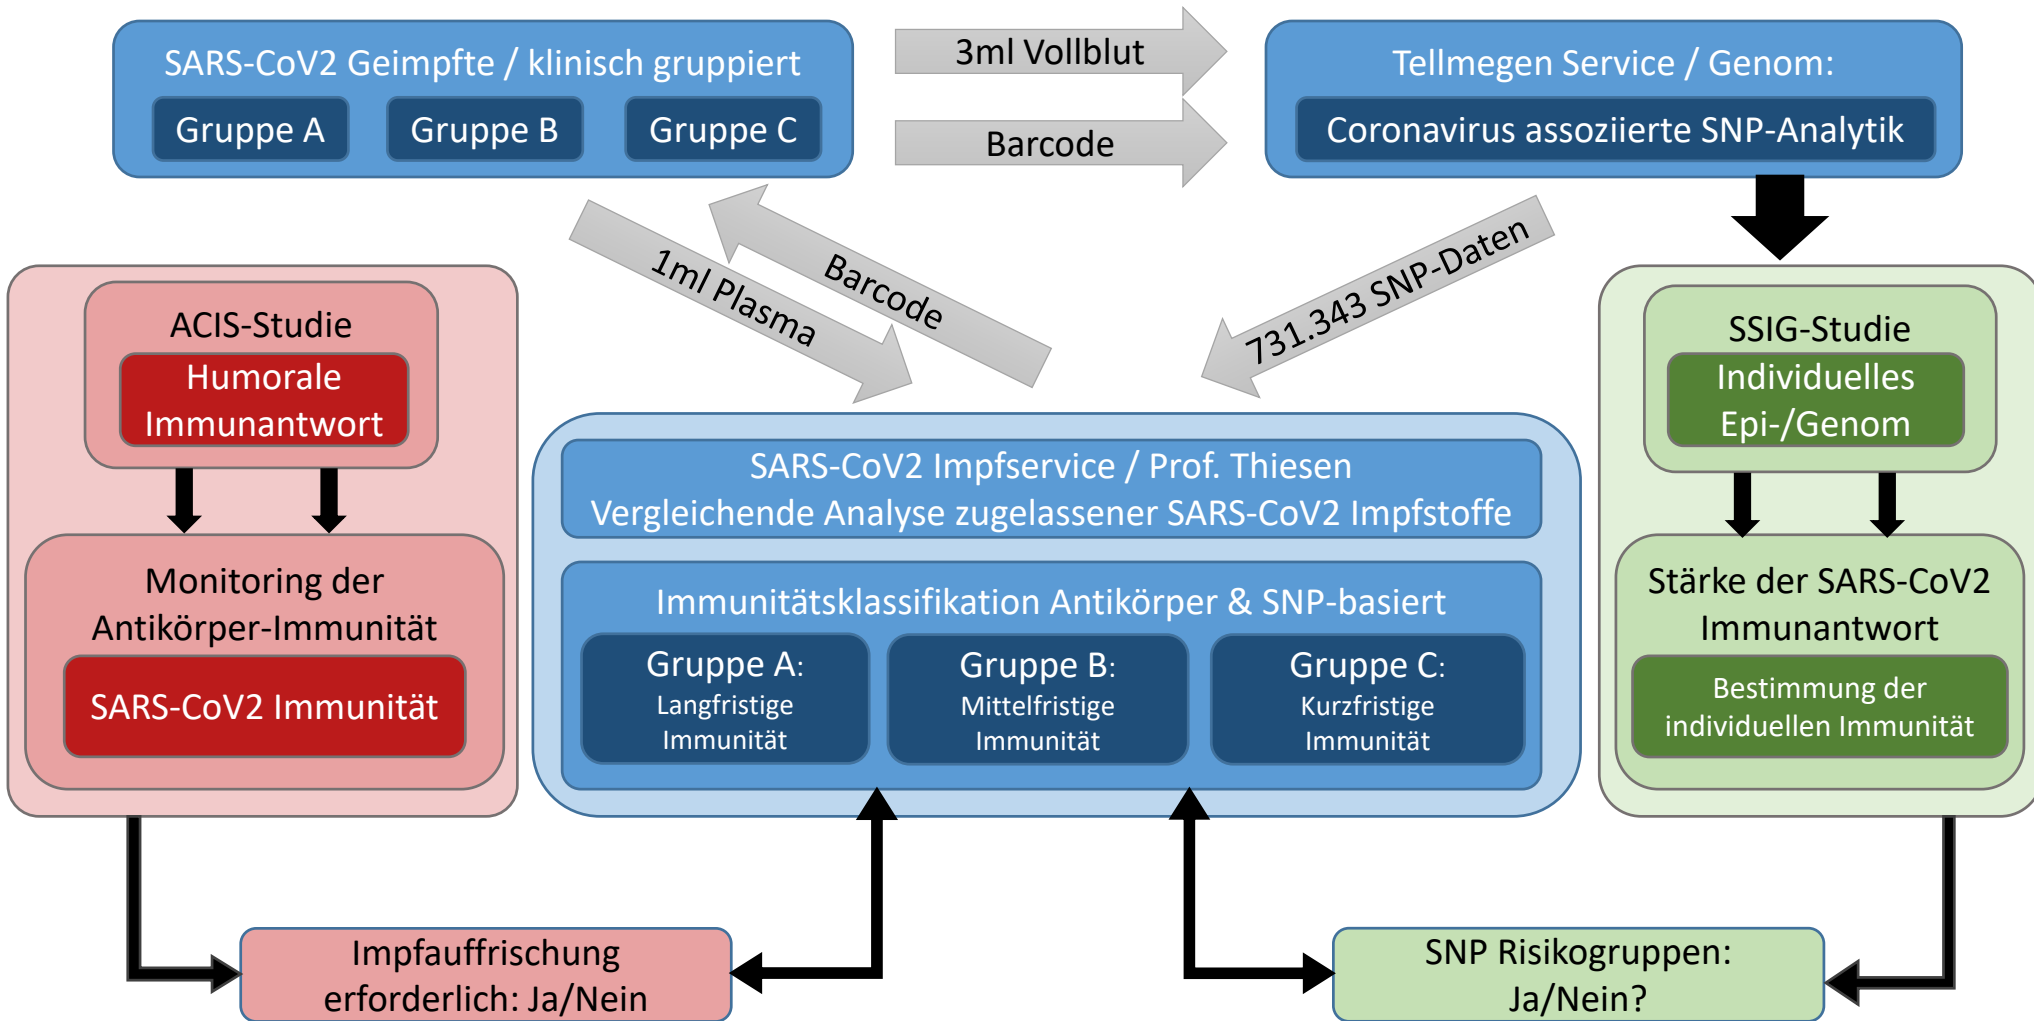 SARS-CoV2 Geimpfte / klinisch gruppiert
Gruppe A
Gruppe B
Gruppe C
3ml Vollblut
Barcode
Tellmegen Service / Genom:
Coronavirus assoziierte SNP-Analytik
1ml Plasma
Barcode
731.343 SNP-Daten
ACIS-Studie
Humorale
Immunantwort
Monitoring der
Antikörper-Immunität
SARS-CoV2 Immunität
SARS-CoV2 Impfservice / Prof. Thiesen
Vergleichende Analyse zugelassener SARS-CoV2 Impfstoffe
Immunitätsklassifikation Antikörper & SNP-basiert
Gruppe A:
Langfristige
Immunität
Gruppe B:
Mittelfristige
Immunität
Gruppe C:
Kurzfristige
Immunität
SSIG-Studie
Individuelles
Epi-/Genom
Stärke der SARS-CoV2
Immunantwort
Bestimmung der
individuellen Immunität
Impfauffrischung
erforderlich: Ja/Nein
SNP Risikogruppen:
Ja/Nein?